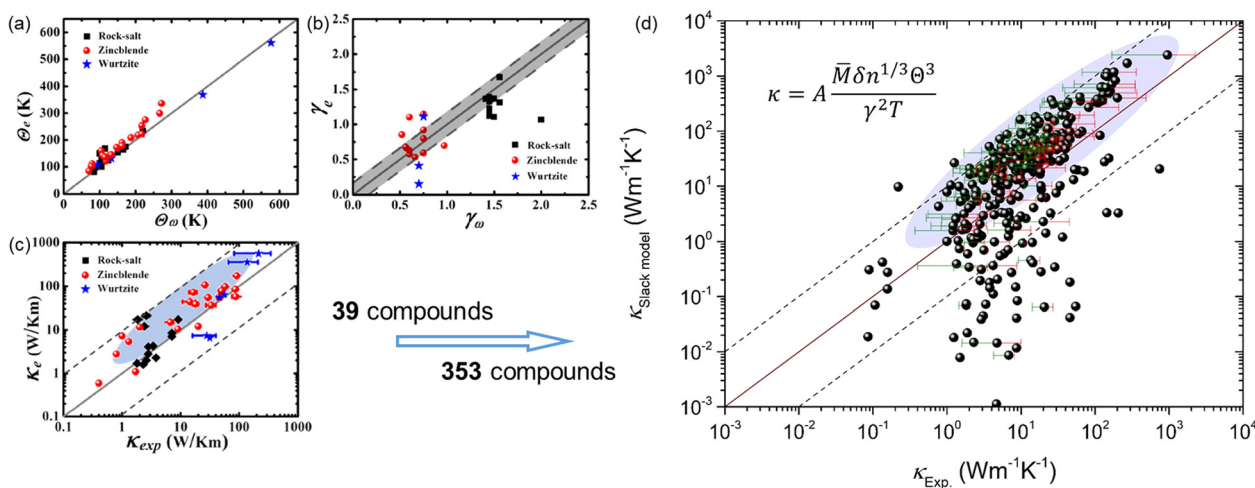 (a)
600
500
400
300
200
100
0
Θe (K)
Rock-salt
Zincblende
Wurtzite
0 100 200 300 400 500 600
Θω (K)
(b)
2.5
2.0
1.5
1.0
0.5
0.0
γe
Rock-salt
Zincblende
Wurtzite
0.0 0.5 1.0 1.5 2.0 2.5
γω
(c)
1000
100
10
1
0.1
κe (W/Km)
Rock-salt
Zincblende
Wurtzite
0.1 1 10 100 1000
κexp (W/Km)
39 compounds
353 compounds
(d)
10⁴
10³
10²
10¹
10⁰
10⁻¹
10⁻²
10⁻³
κSlack model (Wm⁻¹K⁻¹)
κ = A M̄δn^1/3Θ³ / γ²T
10⁻³ 10⁻² 10⁻¹ 10⁰ 10¹ 10² 10³ 10⁴
κExp. (Wm⁻¹K⁻¹)